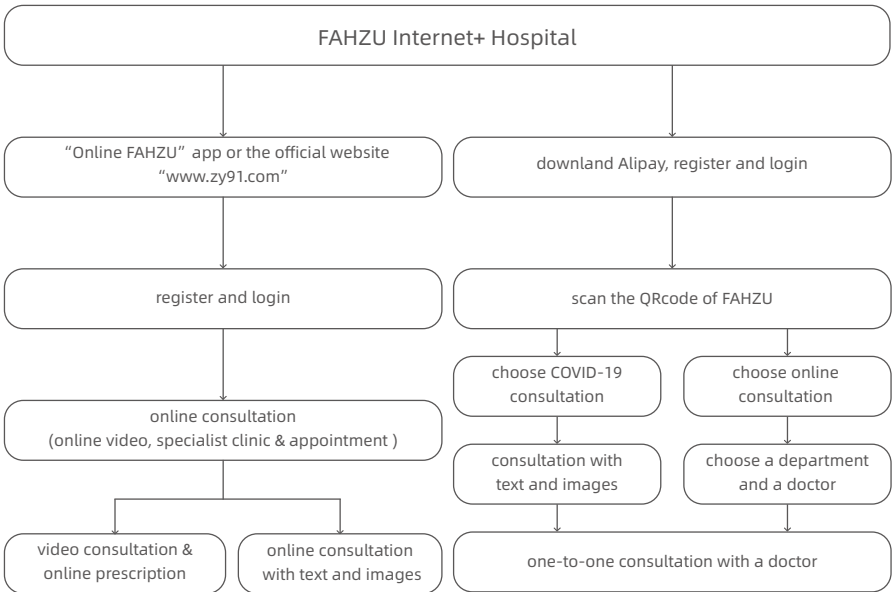 FAHZU Internet+ Hospital
“Online FAHZU” app or the official website
“www.zy91.com”
downland Alipay, register and login
register and login
scan the QRcode of FAHZU
choose COVID-19
consultation
choose online
consultation
online consultation
(online video, specialist clinic & appointment )
consultation with
text and images
choose a department
and a doctor
video consultation &
online prescription
online consultation
with text and images
one-to-one consultation with a doctor